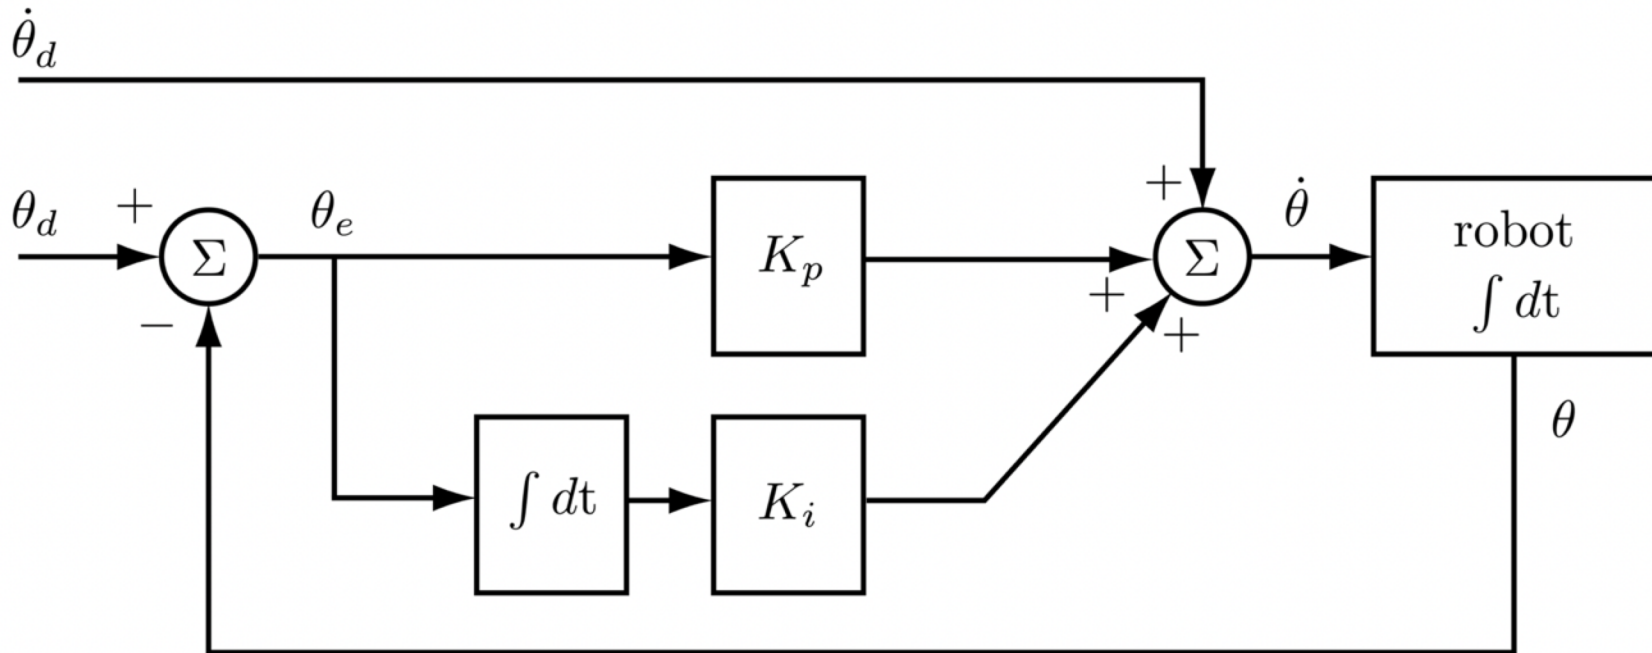 θ̇_d
θ_d
+
−
Σ
θ_e
K_p
∫ dt
K_i
+
+
+
Σ
θ̇
robot
∫ dt
θ